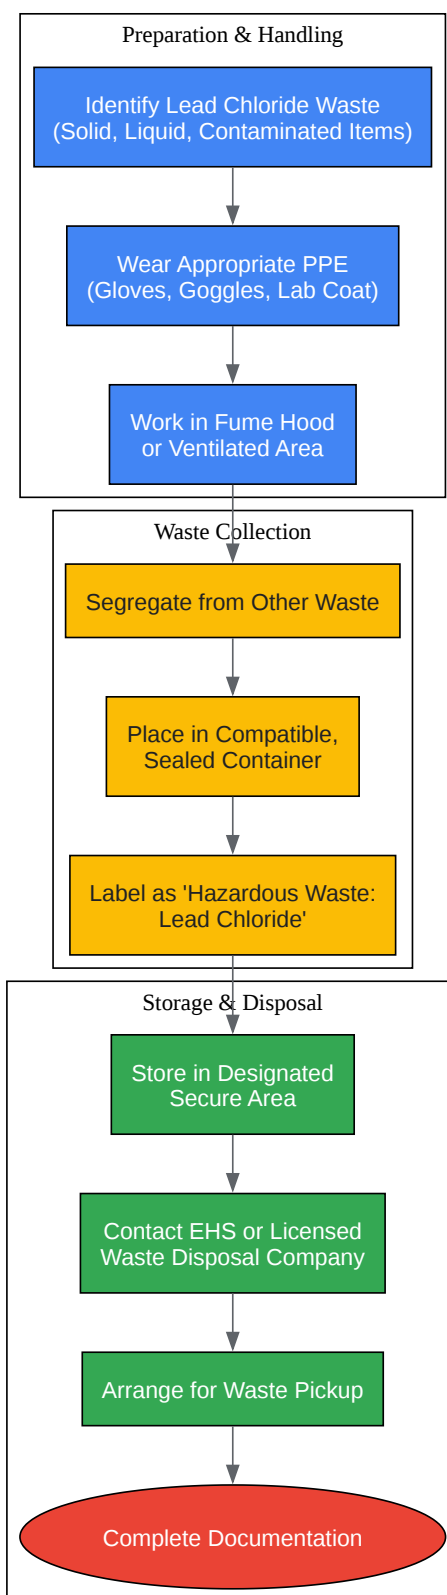 Preparation & Handling
Identify Lead Chloride Waste
(Solid, Liquid, Contaminated Items)
Wear Appropriate PPE
(Gloves, Goggles, Lab Coat)
Work in Fume Hood
or Ventilated Area
Waste Collection
Segregate from Other Waste
Place in Compatible,
Sealed Container
Label as 'Hazardous Waste:
Lead Chloride'
Storage & Disposal
Store in Designated
Secure Area
Contact EHS or Licensed
Waste Disposal Company
Arrange for Waste Pickup
Complete Documentation